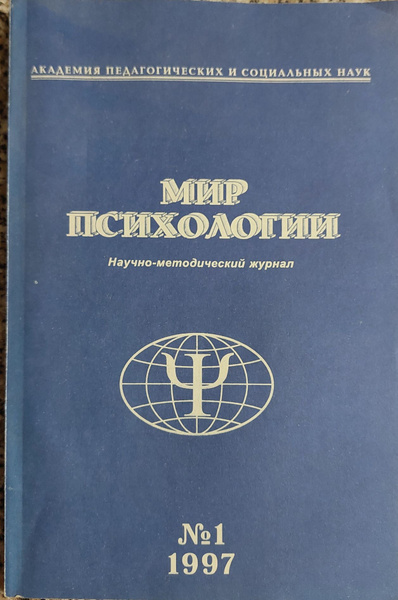 АКАДЕМИЯ ПЕДАГОГИЧЕСКИХ И СОЦИАЛЬНЫХ НАУК
МИР
ПСИХОЛОГИИ
Научно-методический журнал
Ψ
№1
1997